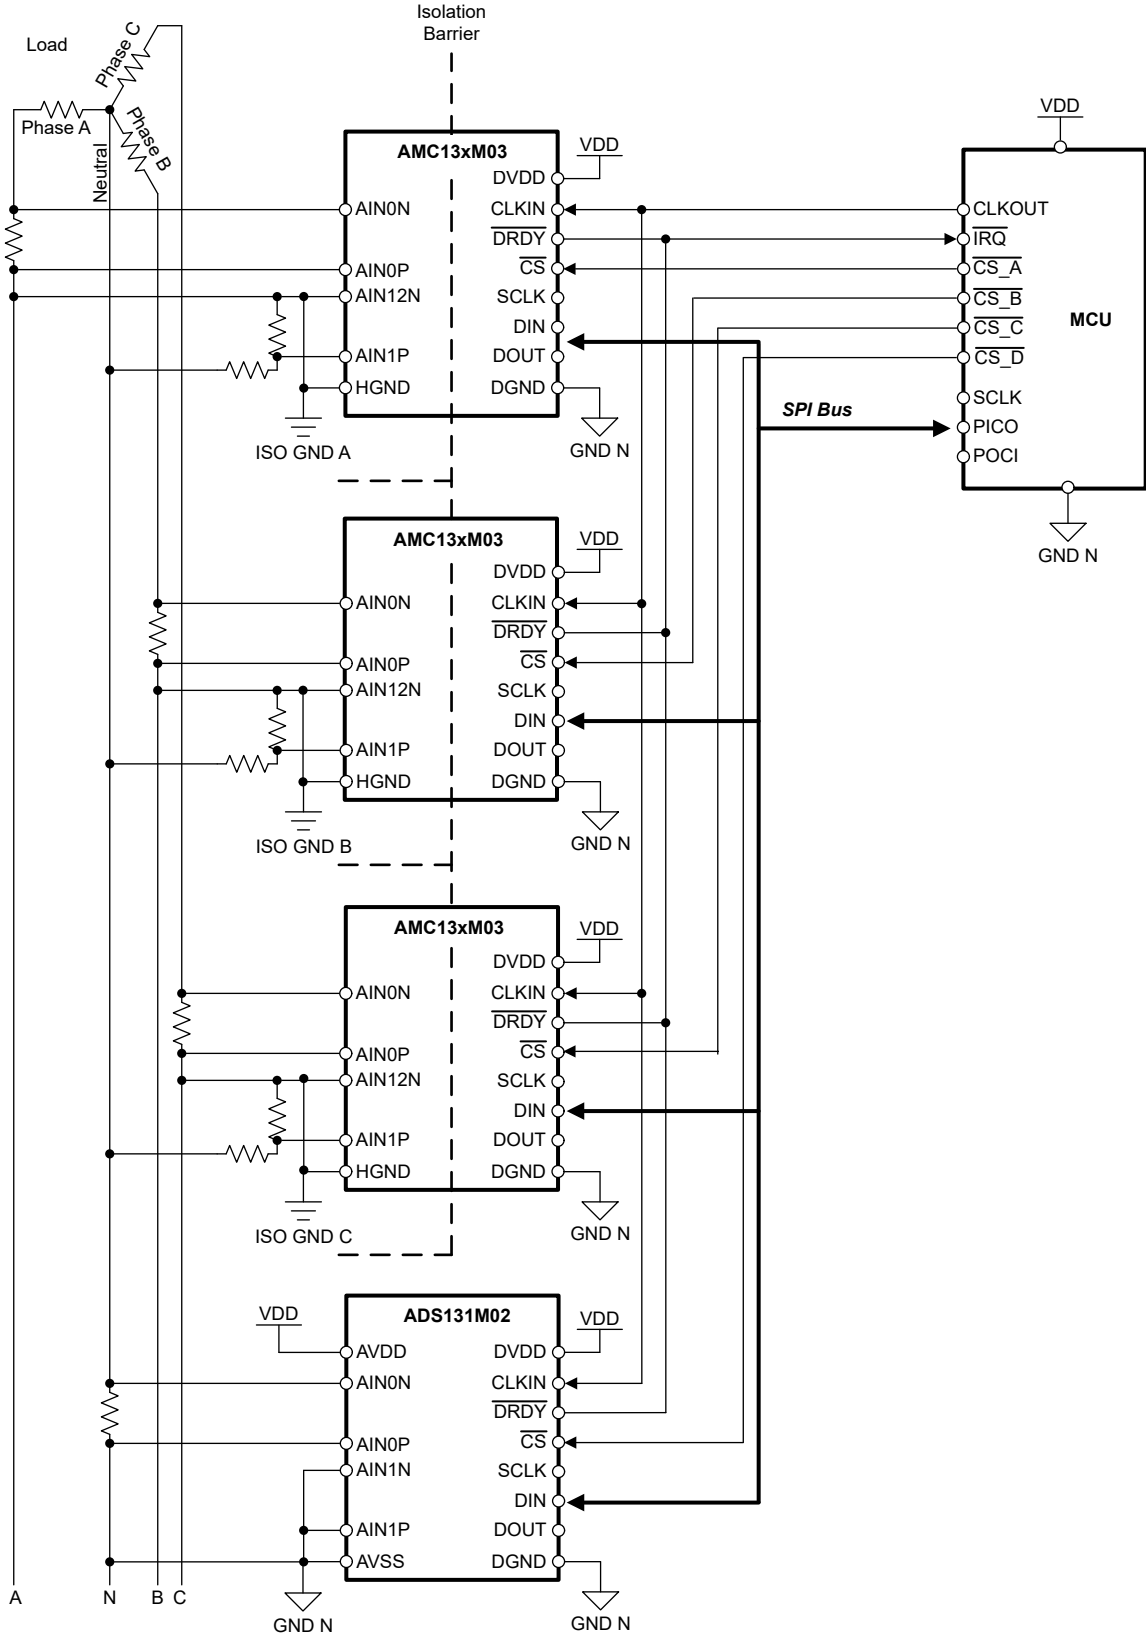 Isolation
Barrier
Load
Phase C
Phase A
Phase B
Neutral
AMC13xM03
VDD
DVDD
AIN0N
CLKIN
DRDY
AIN0P
CS
AIN12N
SCLK
DIN
AIN1P
DOUT
HGND
DGND
ISO GND A
GND N
VDD
CLKOUT
IRQ
CS_A
CS_B
CS_C
CS_D
MCU
SCLK
PICO
POCI
SPI Bus
GND N
AMC13xM03
VDD
DVDD
AIN0N
CLKIN
DRDY
AIN0P
CS
AIN12N
SCLK
DIN
AIN1P
DOUT
HGND
DGND
ISO GND B
GND N
AMC13xM03
VDD
DVDD
AIN0N
CLKIN
DRDY
AIN0P
CS
AIN12N
SCLK
DIN
AIN1P
DOUT
HGND
DGND
ISO GND C
GND N
VDD
ADS131M02
VDD
AVDD
DVDD
AIN0N
CLKIN
DRDY
AIN0P
CS
AIN1N
SCLK
DIN
AIN1P
DOUT
AVSS
DGND
A
N
B
C
GND N
GND N